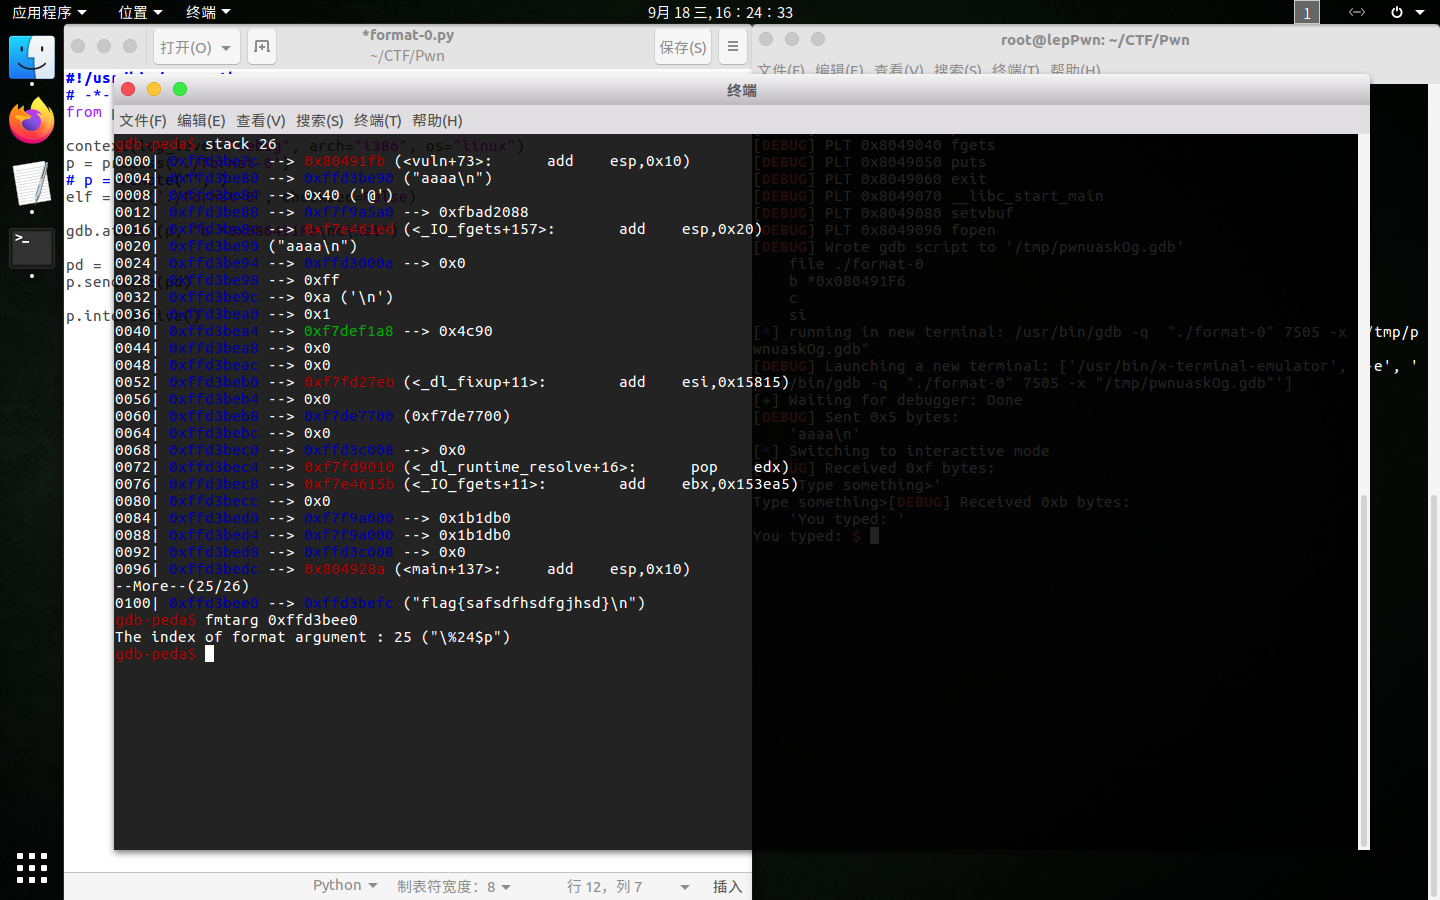 应用程序 位置 终端 9月 18 三, 16：24：33 1
打开(O) *format-0.py ~/CTF/Pwn 保存(S)
root@lepPwn: ~/CTF/Pwn
文件(F) 编辑(E) 查看(V) 搜索(S) 终端(T) 帮助(H)
#!/us
# -*-
from p
终端
文件(F) 编辑(E) 查看(V) 搜索(S) 终端(T) 帮助(H)
gdb-peda$ stack 26
0000| 0xffd3be7c --> 0x80491fb (<vuln+73>: add esp,0x10)
0004| 0xffd3be80 --> 0xffd3be90 ("aaaa\n")
0008| 0xffd3be84 --> 0x40 ('@')
0012| 0xffd3be88 --> 0xf7f9a5a0 --> 0xfbad2088
0016| 0xffd3be8c --> 0xf7e461ed (<_IO_fgets+157>: add esp,0x20)
0020| 0xffd3be90 ("aaaa\n")
0024| 0xffd3be94 --> 0xffd3000a --> 0x0
0028| 0xffd3be98 --> 0xff
0032| 0xffd3be9c --> 0xa ('\n')
0036| 0xffd3bea0 --> 0x1
0040| 0xffd3bea4 --> 0xf7def1a8 --> 0x4c90
0044| 0xffd3bea8 --> 0x0
0048| 0xffd3beac --> 0x0
0052| 0xffd3beb0 --> 0xf7fd27eb (<_dl_fixup+11>: add esi,0x15815)
0056| 0xffd3beb4 --> 0x0
0060| 0xffd3beb8 --> 0xf7de7700 (0xf7de7700)
0064| 0xffd3bebc --> 0x0
0068| 0xffd3bec0 --> 0xffd3c008 --> 0x0
0072| 0xffd3bec4 --> 0xf7fd9010 (<_dl_runtime_resolve+16>: pop edx)
0076| 0xffd3bec8 --> 0xf7e4615b (<_IO_fgets+11>: add ebx,0x153ea5)
0080| 0xffd3becc --> 0x0
0084| 0xffd3bed0 --> 0xf7f9a000 --> 0x1b1db0
0088| 0xffd3bed4 --> 0xf7f9a000 --> 0x1b1db0
0092| 0xffd3bed8 --> 0xffd3c008 --> 0x0
0096| 0xffd3bedc --> 0x804928a (<main+137>: add esp,0x10)
--More--(25/26)
0100| 0xffd3bee0 --> 0xffd3befc ("flag{safsdfhsdfgjhsd}\n")
gdb-peda$ fmtarg 0xffd3bee0
The index of format argument : 25 ("\%24$p")
gdb-peda$
[DEBUG] PLT 0x8049040 fgets
[DEBUG] PLT 0x8049050 puts
[DEBUG] PLT 0x8049060 exit
[DEBUG] PLT 0x8049070 __libc_start_main
[DEBUG] PLT 0x8049080 setvbuf
[DEBUG] PLT 0x8049090 fopen
[DEBUG] Wrote gdb script to '/tmp/pwnuaskOg.gdb'
file ./format-0
b *0x080491F6
c
si
[*] running in new terminal: /usr/bin/gdb -q "./format-0" 7505 -x "/tmp/p
wnuaskOg.gdb"
[DEBUG] Launching a new terminal: ['/usr/bin/x-terminal-emulator', '-e', '
/bin/gdb -q "./format-0" 7505 -x "/tmp/pwnuaskOg.gdb"']
[+] Waiting for debugger: Done
[DEBUG] Sent 0x5 bytes:
'aaaa\n'
[*] Switching to interactive mode
[DEBUG] Received 0xf bytes:
'Type something>'
Type something>[DEBUG] Received 0xb bytes:
'You typed: '
You typed: $
Python 制表符宽度：8 行 12，列 7 插入